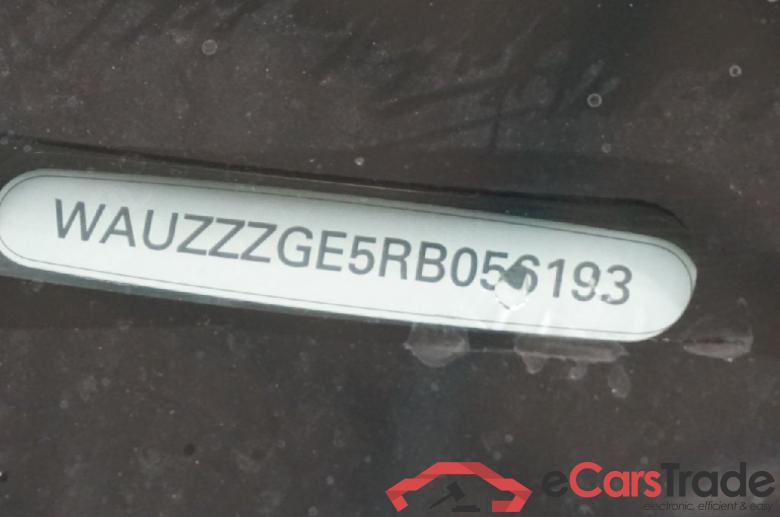 WAUZZZGE5RB056193
eCarsTrade
electronic, efficient & easy